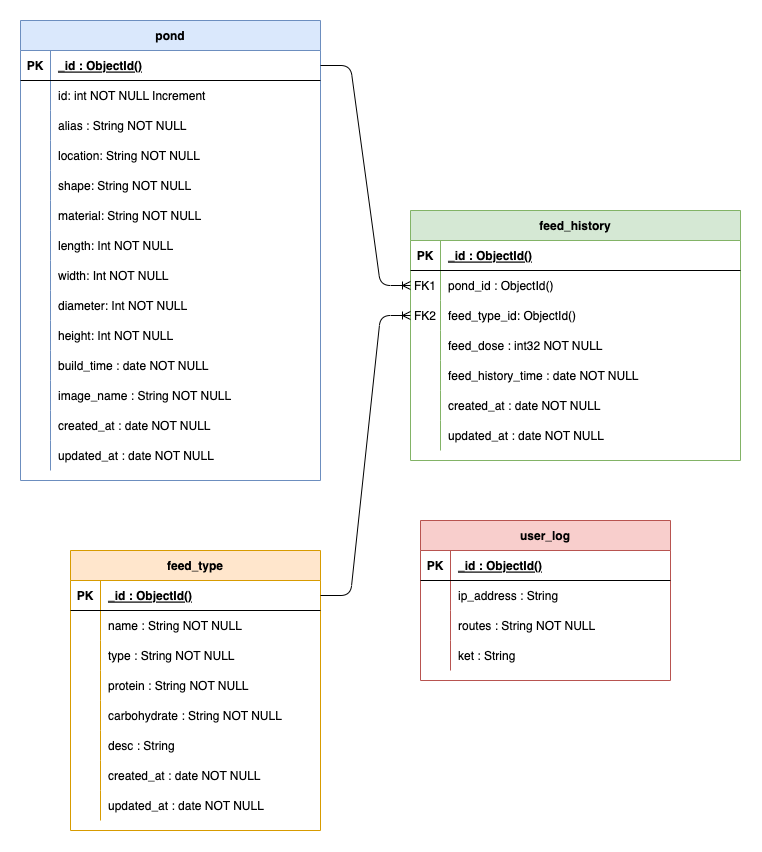 pond
PK _id : ObjectId()
id: int NOT NULL Increment
alias : String NOT NULL
location: String NOT NULL
shape: String NOT NULL
material: String NOT NULL
length: Int NOT NULL
width: Int NOT NULL
diameter: Int NOT NULL
height: Int NOT NULL
build_time : date NOT NULL
image_name : String NOT NULL
created_at : date NOT NULL
updated_at : date NOT NULL
feed_history
PK _id : ObjectId()
FK1 pond_id : ObjectId()
FK2 feed_type_id: ObjectId()
feed_dose : int32 NOT NULL
feed_history_time : date NOT NULL
created_at : date NOT NULL
updated_at : date NOT NULL
feed_type
PK _id : ObjectId()
name : String NOT NULL
type : String NOT NULL
protein : String NOT NULL
carbohydrate : String NOT NULL
desc : String
created_at : date NOT NULL
updated_at : date NOT NULL
user_log
PK _id : ObjectId()
ip_address : String
routes : String NOT NULL
ket : String